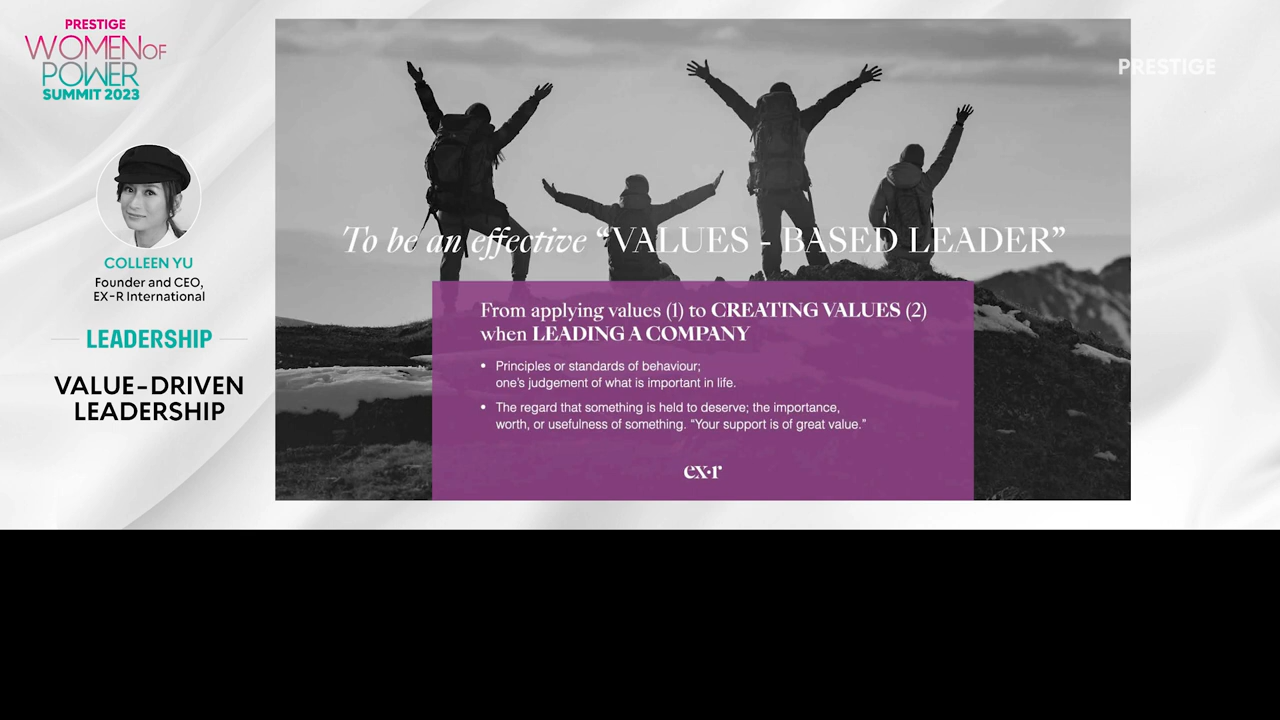 PRESTIGE
WOMENOF
POWER
SUMMIT 2023
COLLEEN YU
Founder and CEO,
EX-R International
LEADERSHIP
VALUE-DRIVEN
LEADERSHIP
PRESTIGE
To be an effective “VALUES - BASED LEADER”
From applying values (1) to CREATING VALUES (2)
when LEADING A COMPANY
• Principles or standards of behaviour;
one’s judgement of what is important in life.
• The regard that something is held to deserve; the importance,
worth, or usefulness of something. “Your support is of great value.”
ex·r